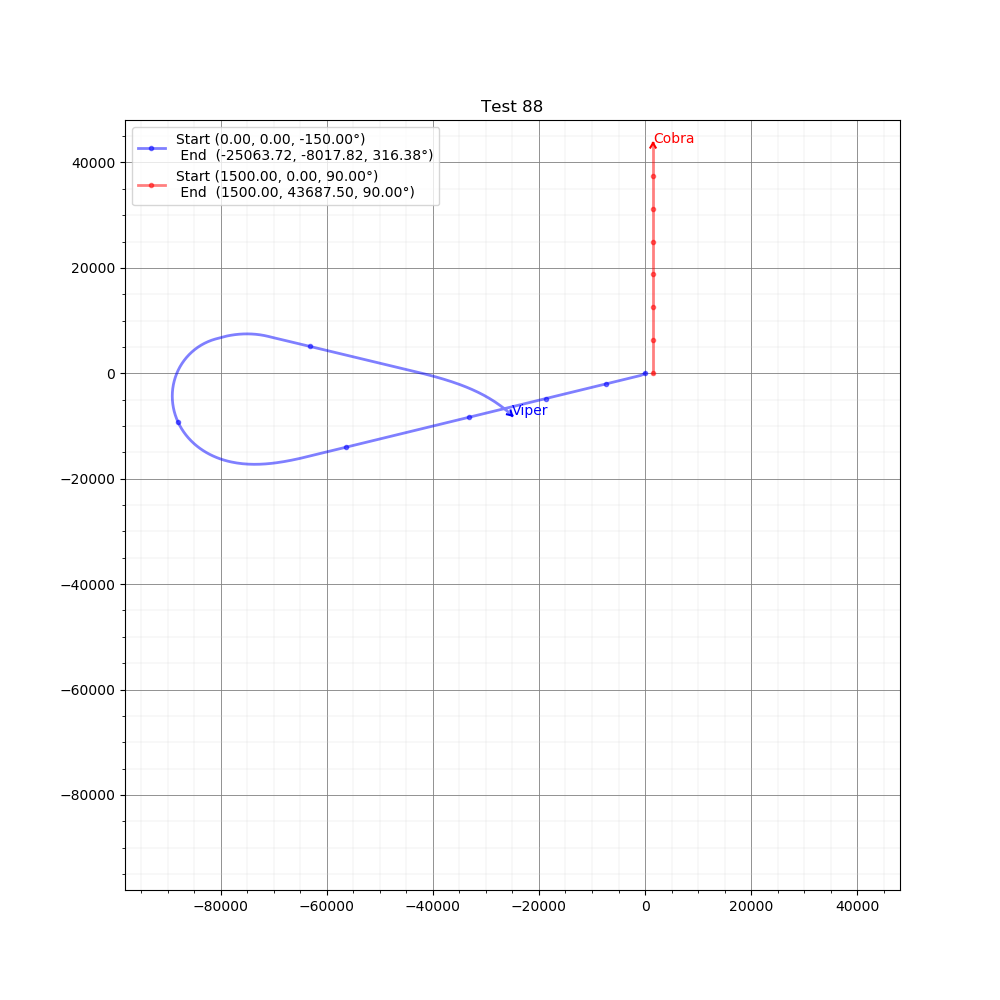 Test 88
Start (0.00, 0.00, -150.00°)
End  (-25063.72, -8017.82, 316.38°)
Start (1500.00, 0.00, 90.00°)
End  (1500.00, 43687.50, 90.00°)
Cobra
Viper
40000
20000
0
−20000
−40000
−60000
−80000
−80000 −60000 −40000 −20000 0 20000 40000